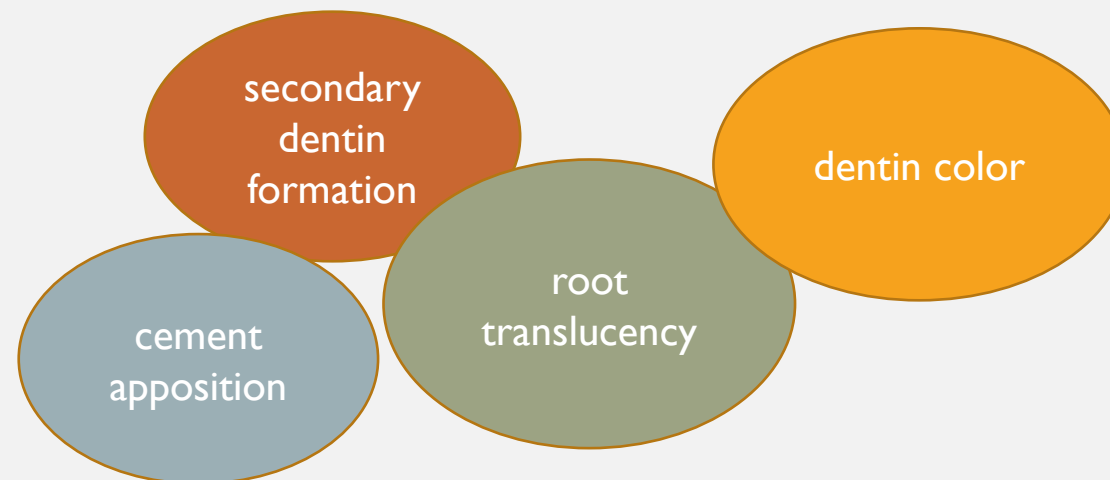 secondary
dentin
formation
dentin color
root
translucency
cement
apposition